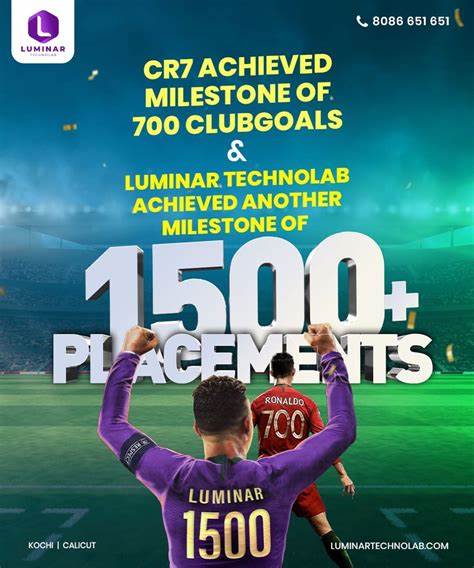 LUMINAR
TECHNOLAB
8086 651 651
CR7 ACHIEVED
MILESTONE OF
700 CLUBGOALS
&
LUMINAR TECHNOLAB
ACHIEVED ANOTHER
MILESTONE OF
1500+
PLACEMENTS
RONALDO
700
RESPECT
LUMINAR
1500
KOCHI | CALICUT
LUMINARTECHNOLAB.COM